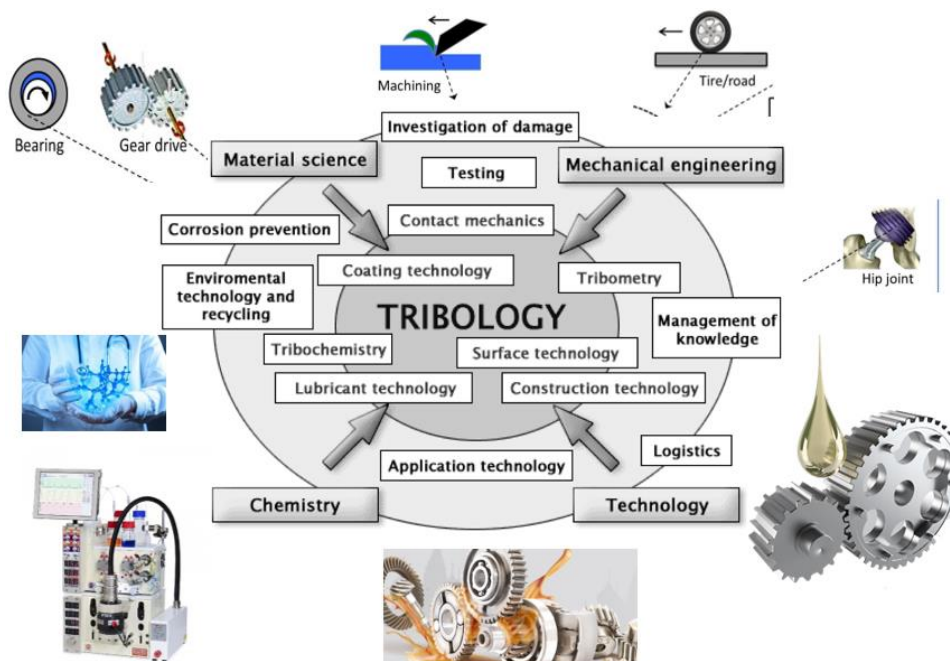 Machining
Tire/road
Bearing
Gear drive
Investigation of damage
Material science
Mechanical engineering
Testing
Contact mechanics
Corrosion prevention
Coating technology
Tribometry
Hip joint
Enviromental
technology and
recycling
TRIBOLOGY
Management of
knowledge
Tribochemistry
Surface technology
Lubricant technology
Construction technology
Logistics
Application technology
Chemistry
Technology